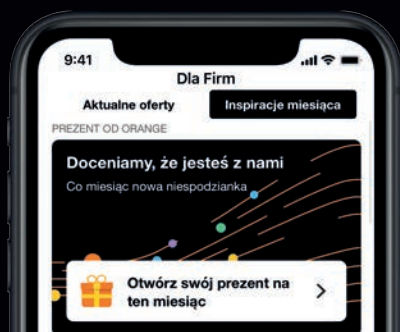 9:41
Dla Firm
Aktualne oferty
Inspiracje miesiąca
PREZENT OD ORANGE
Doceniamy, że jesteś z nami
Co miesiąc nowa niespodzianka
Otwórz swój prezent na
ten miesiąc